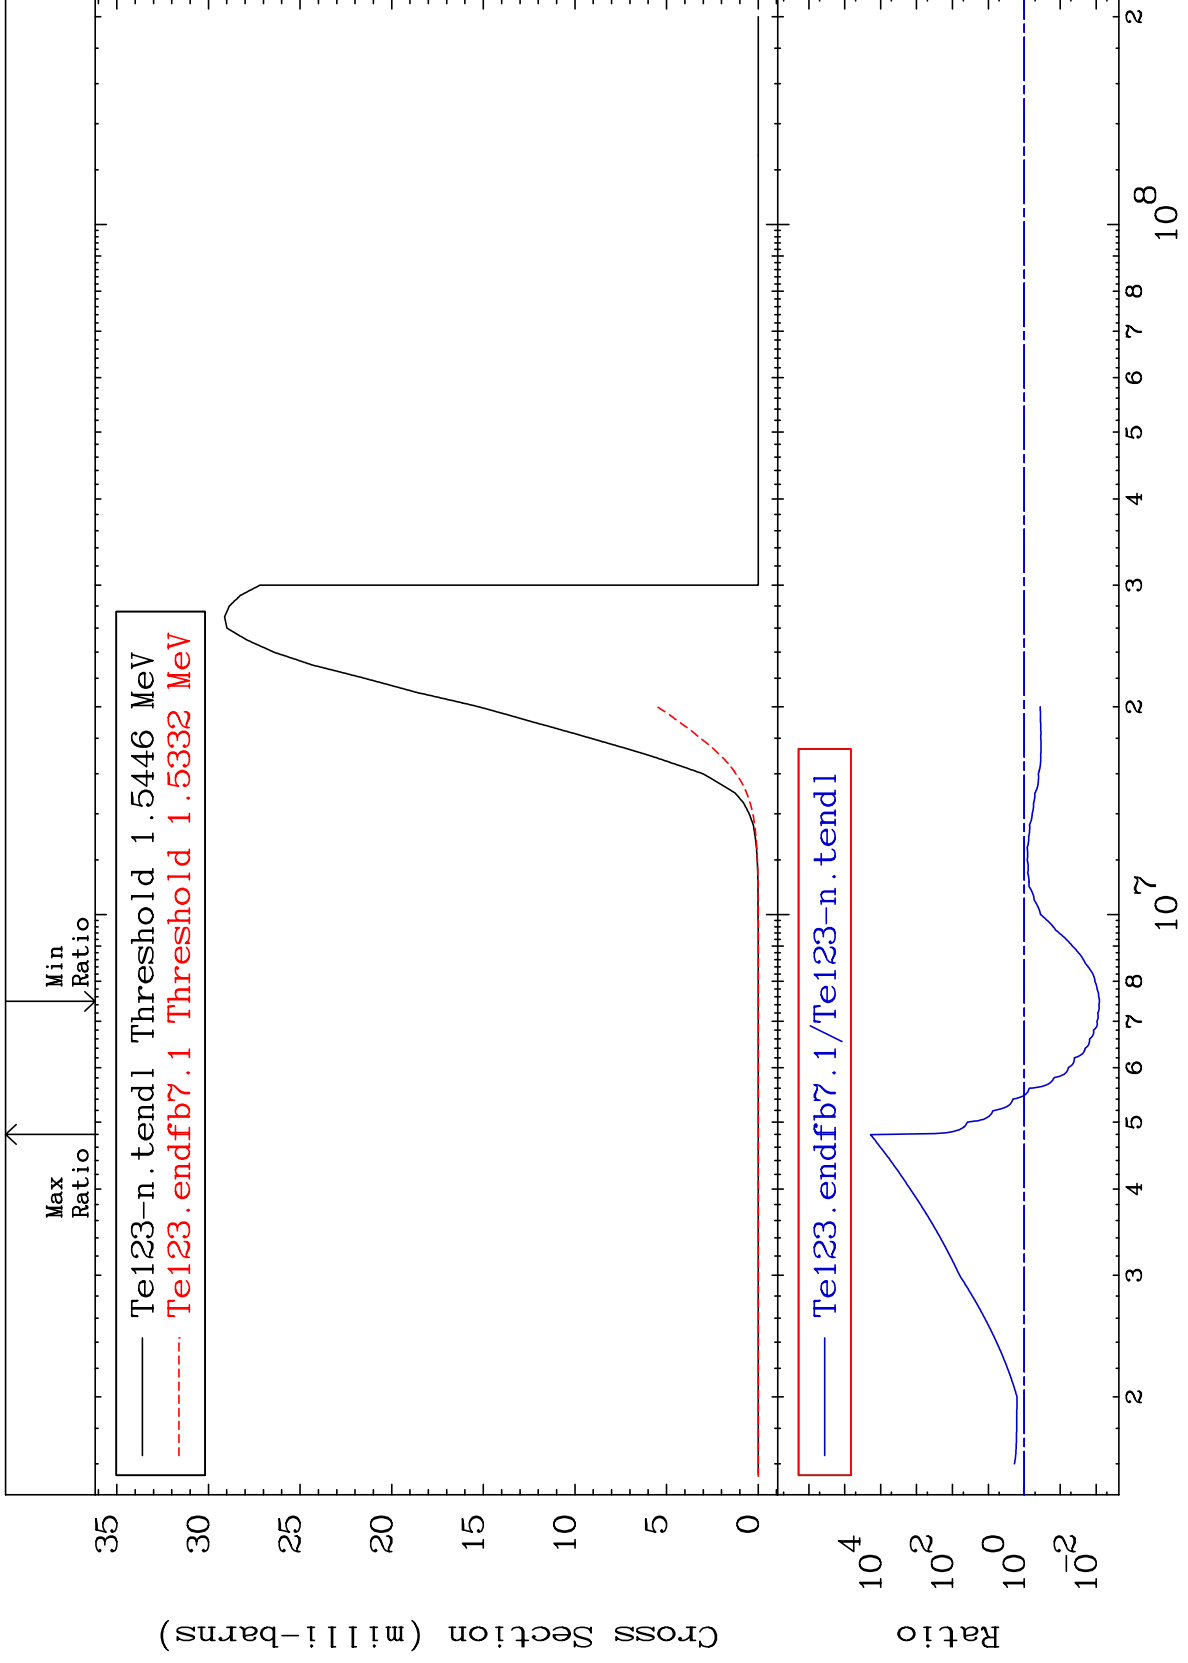 Max
Ratio
Min
Ratio
Te123-n.tendl Threshold 1.5446 MeV
Te123.endfb7.1 Threshold 1.5332 MeV
35
30
25
20
15
10
5
0
Cross Section (milli-barns)
Te123.endfb7.1/Te123-n.tendl
10^4
10^2
10^0
10^-2
Ratio
2 3 4 5 6 7 8 10^7 2 3 4 5 6 7 8 10^8 2